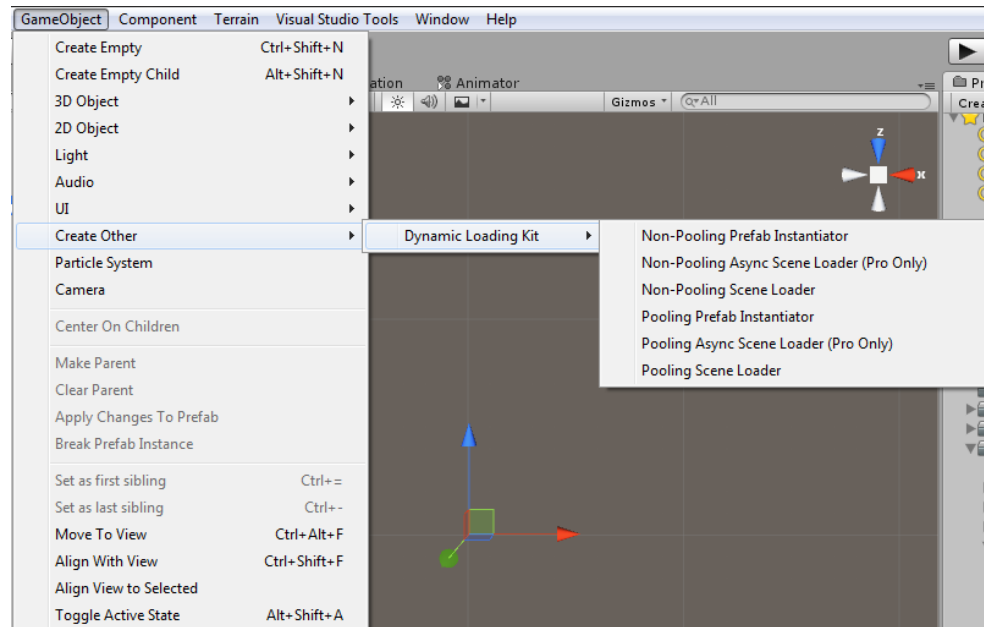 GameObject Component Terrain Visual Studio Tools Window Help
Create Empty Ctrl+Shift+N
Create Empty Child Alt+Shift+N
3D Object
2D Object
Light
Audio
UI
Create Other
Particle System
Camera
Center On Children
Make Parent
Clear Parent
Apply Changes To Prefab
Break Prefab Instance
Set as first sibling Ctrl+=
Set as last sibling Ctrl+-
Move To View Ctrl+Alt+F
Align With View Ctrl+Shift+F
Align View to Selected
Toggle Active State Alt+Shift+A
Dynamic Loading Kit
Non-Pooling Prefab Instantiator
Non-Pooling Async Scene Loader (Pro Only)
Non-Pooling Scene Loader
Pooling Prefab Instantiator
Pooling Async Scene Loader (Pro Only)
Pooling Scene Loader
ation Animator
Gizmos All
z
x
Pr
Crea